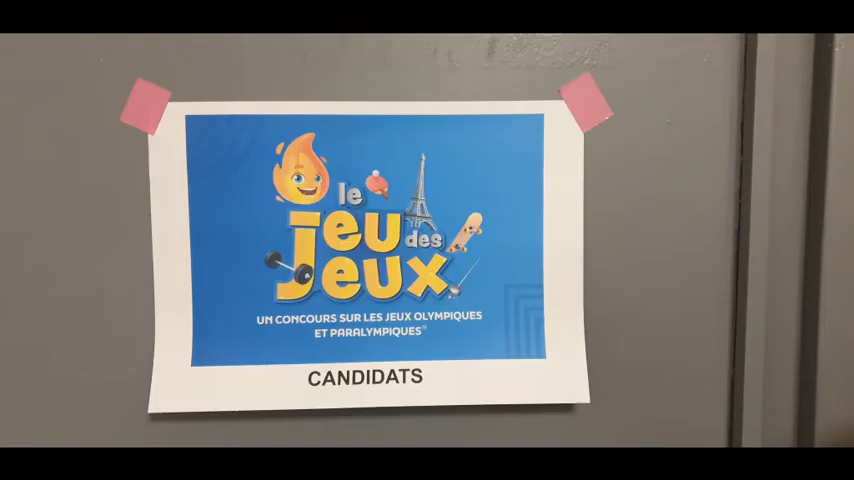 le
jeu
des
jeux
UN CONCOURS SUR LES JEUX OLYMPIQUES
ET PARALYMPIQUES
CANDIDATS